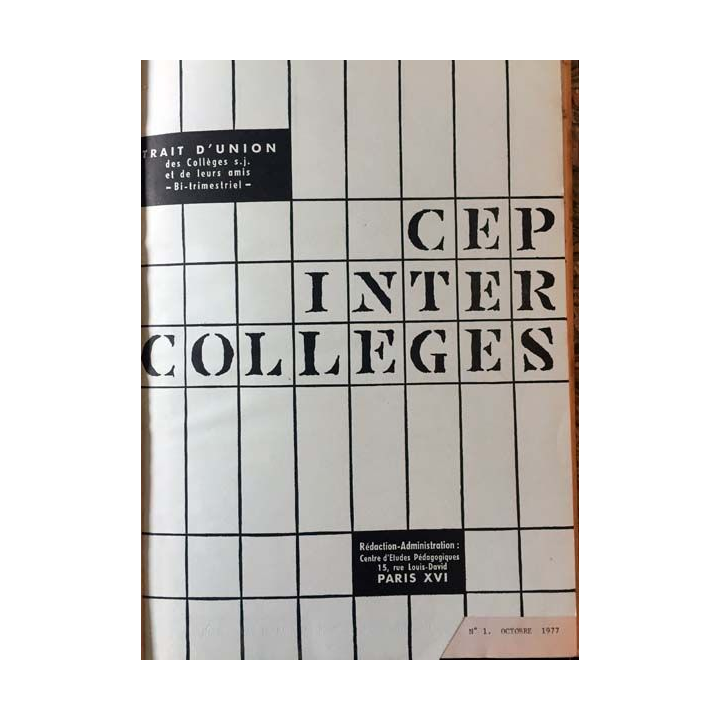 TRAIT D'UNION
des Collèges s.j.
et de leurs amis
– Bi-trimestriel –
CEP
INTER
COLLEGES
Rédaction-Administration :
Centre d'Etudes Pédagogiques
15, rue Louis-David
PARIS XVI
N° 1. OCTOBRE 1977